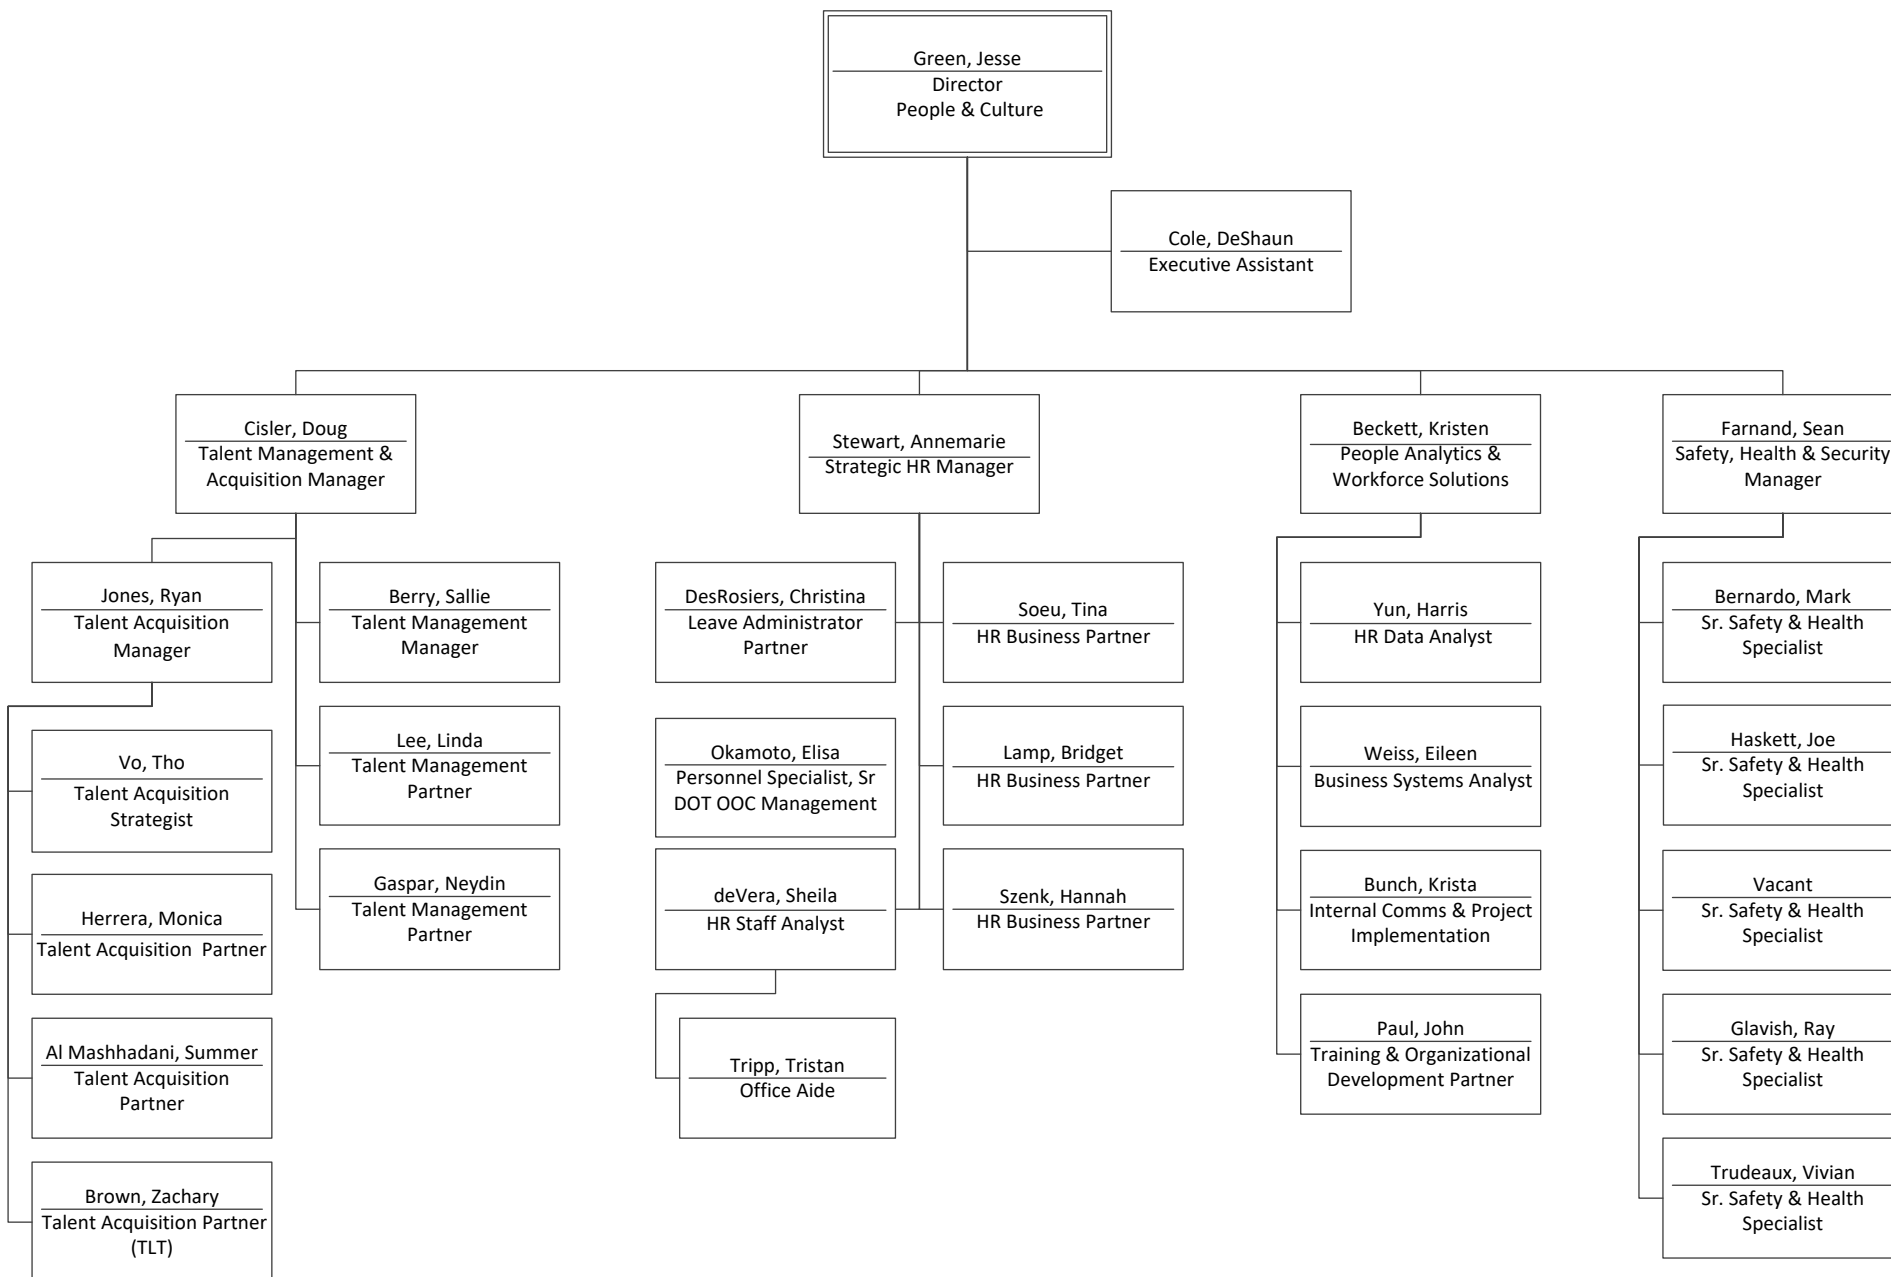 Green, Jesse
Director
People & Culture
Cole, DeShaun
Executive Assistant
Cisler, Doug
Talent Management &
Acquisition Manager
Stewart, Annemarie
Strategic HR Manager
Beckett, Kristen
People Analytics &
Workforce Solutions
Farnand, Sean
Safety, Health & Security
Manager
Jones, Ryan
Talent Acquisition
Manager
Berry, Sallie
Talent Management
Manager
DesRosiers, Christina
Leave Administrator
Partner
Soeu, Tina
HR Business Partner
Yun, Harris
HR Data Analyst
Bernardo, Mark
Sr. Safety & Health
Specialist
Vo, Tho
Talent Acquisition
Strategist
Lee, Linda
Talent Management
Partner
Okamoto, Elisa
Personnel Specialist, Sr
DOT OOC Management
Lamp, Bridget
HR Business Partner
Weiss, Eileen
Business Systems Analyst
Haskett, Joe
Sr. Safety & Health
Specialist
Herrera, Monica
Talent Acquisition  Partner
Gaspar, Neydin
Talent Management
Partner
deVera, Sheila
HR Staff Analyst
Szenk, Hannah
HR Business Partner
Bunch, Krista
Internal Comms & Project
Implementation
Vacant
Sr. Safety & Health
Specialist
Al Mashhadani, Summer
Talent Acquisition
Partner
Tripp, Tristan
Office Aide
Paul, John
Training & Organizational
Development Partner
Glavish, Ray
Sr. Safety & Health
Specialist
Brown, Zachary
Talent Acquisition Partner
(TLT)
Trudeaux, Vivian
Sr. Safety & Health
Specialist